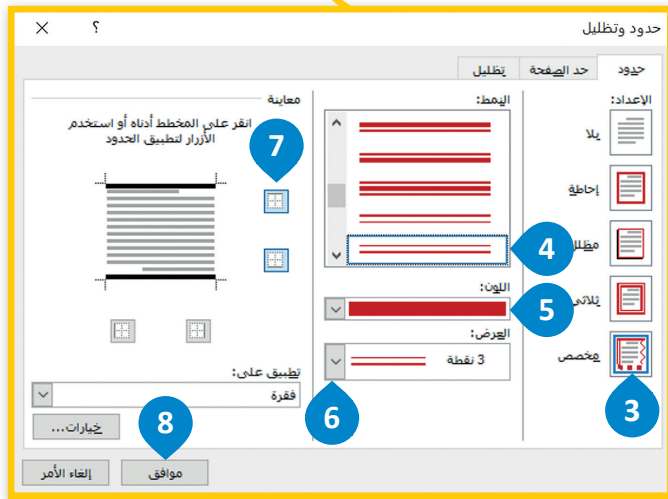 حدود وتظليل
؟
حدود
حد الصفحة
تظليل
الإعداد:
بلا
إحاطة
مظلل
ثلاثي
مخصص
3
النمط:
4
اللون:
5
العرض:
3 نقطة
6
معاينة
انقر على المخطط أدناه أو استخدم
الأزرار لتطبيق الحدود
7
تطبيق على:
فقرة
خيارات...
8
موافق
إلغاء الأمر